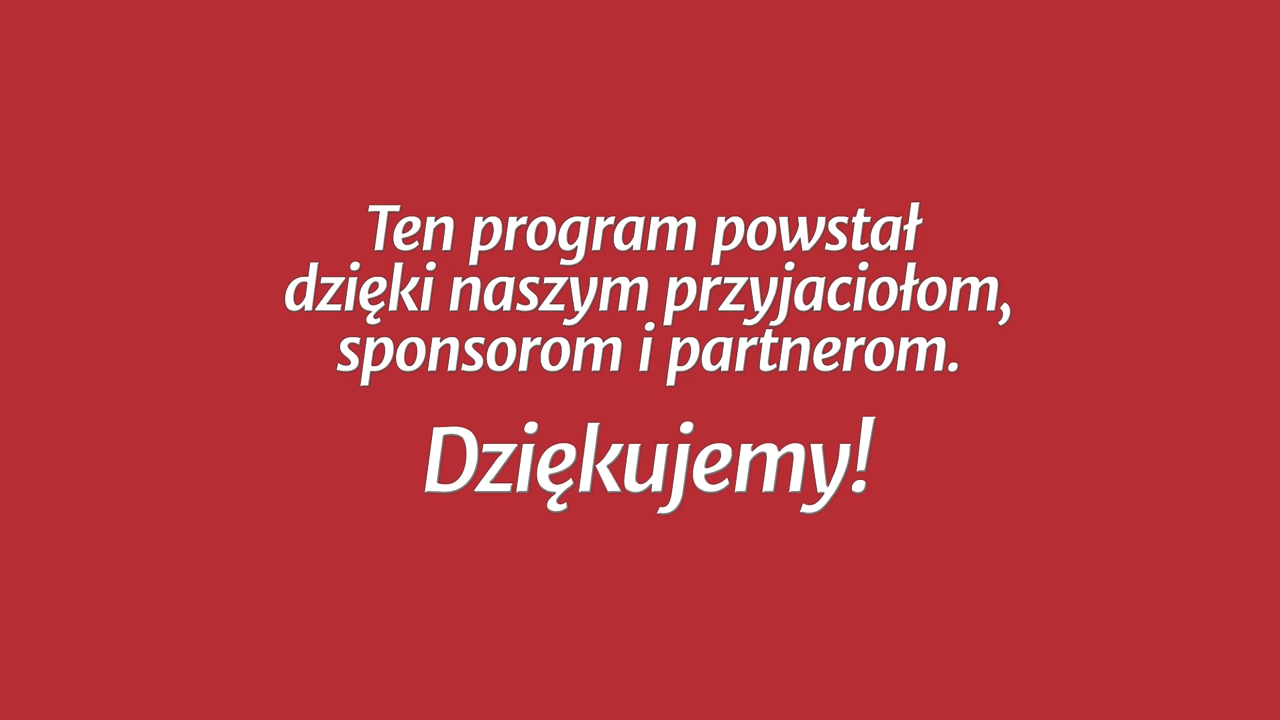 Ten program powstał
dzięki naszym przyjaciołom,
sponsorom i partnerom.
Dziękujemy!